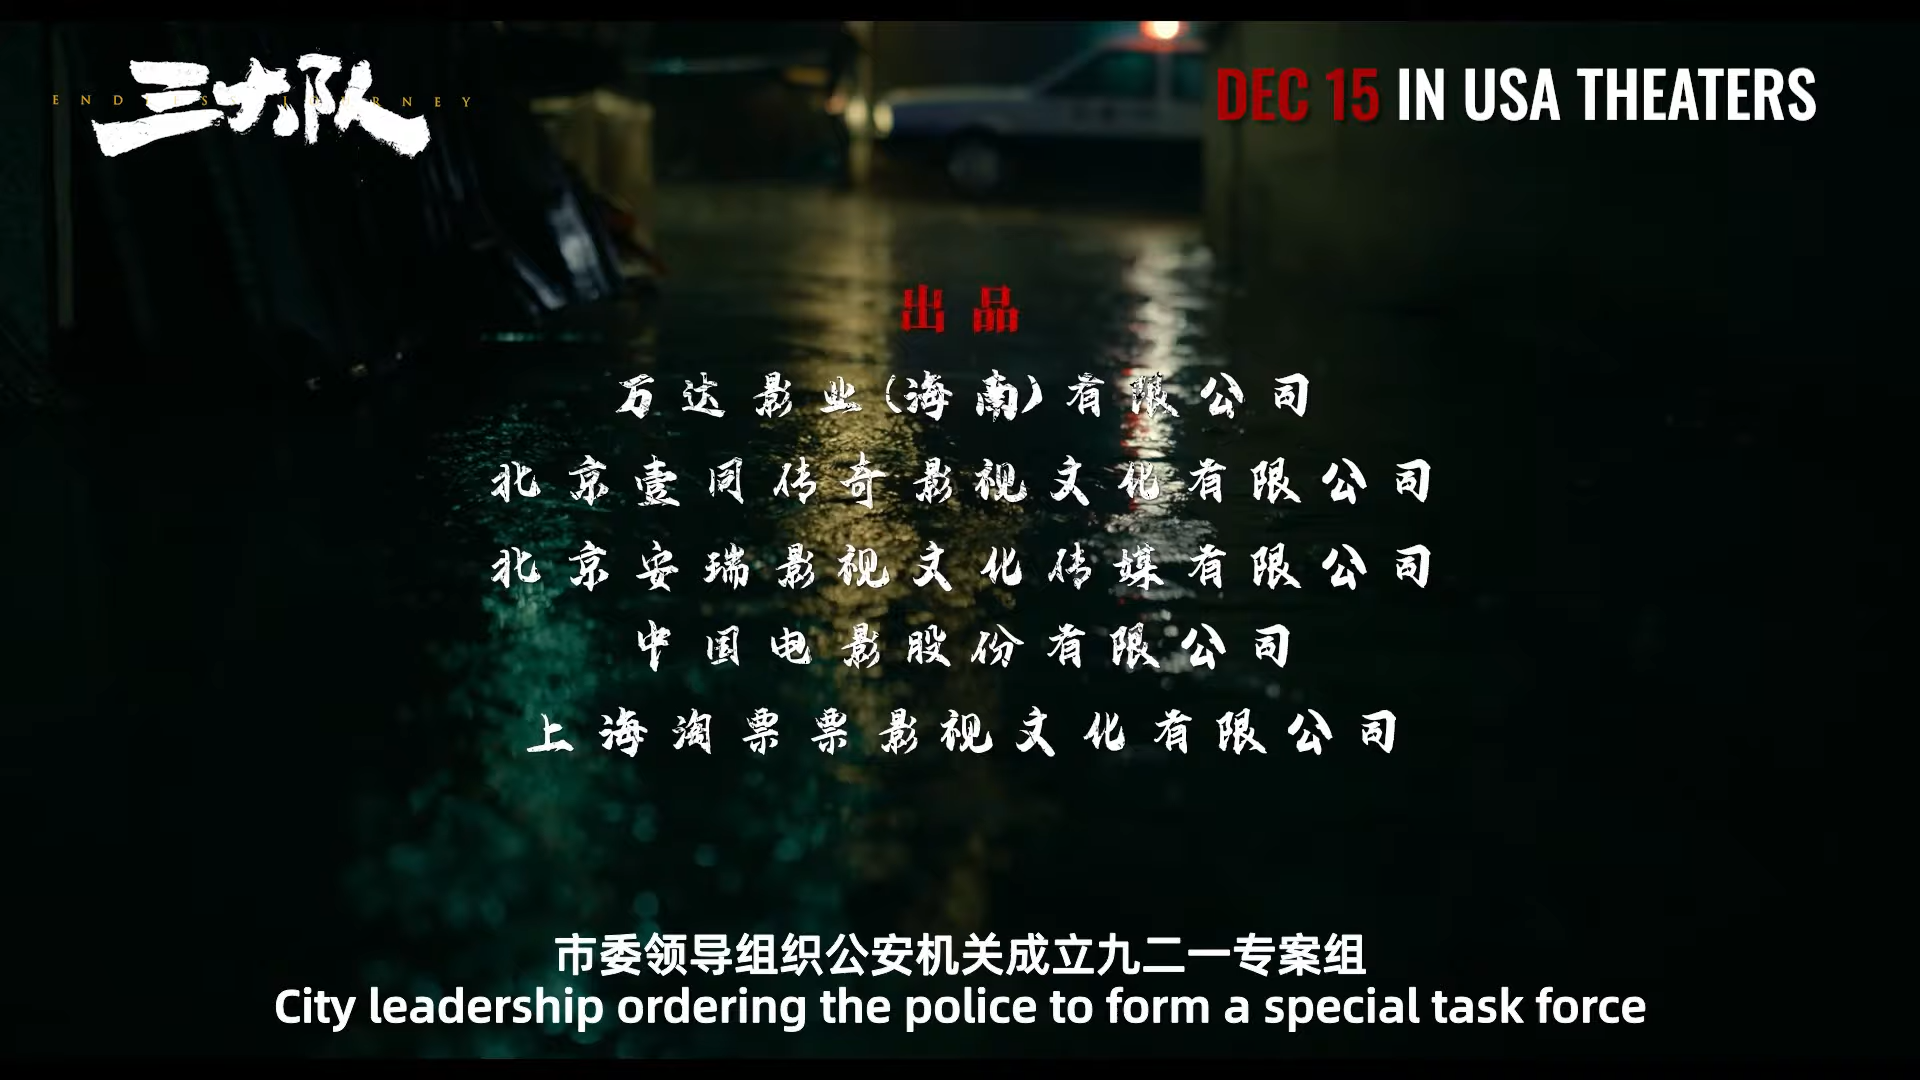 三大队
ENDLESS JOURNEY
DEC 15 IN USA THEATERS
出品
万达影业(海南)有限公司
北京壹同传奇影视文化有限公司
北京安瑞影视文化传媒有限公司
中国电影股份有限公司
上海淘票票影视文化有限公司
市委领导组织公安机关成立九二一专案组
City leadership ordering the police to form a special task force